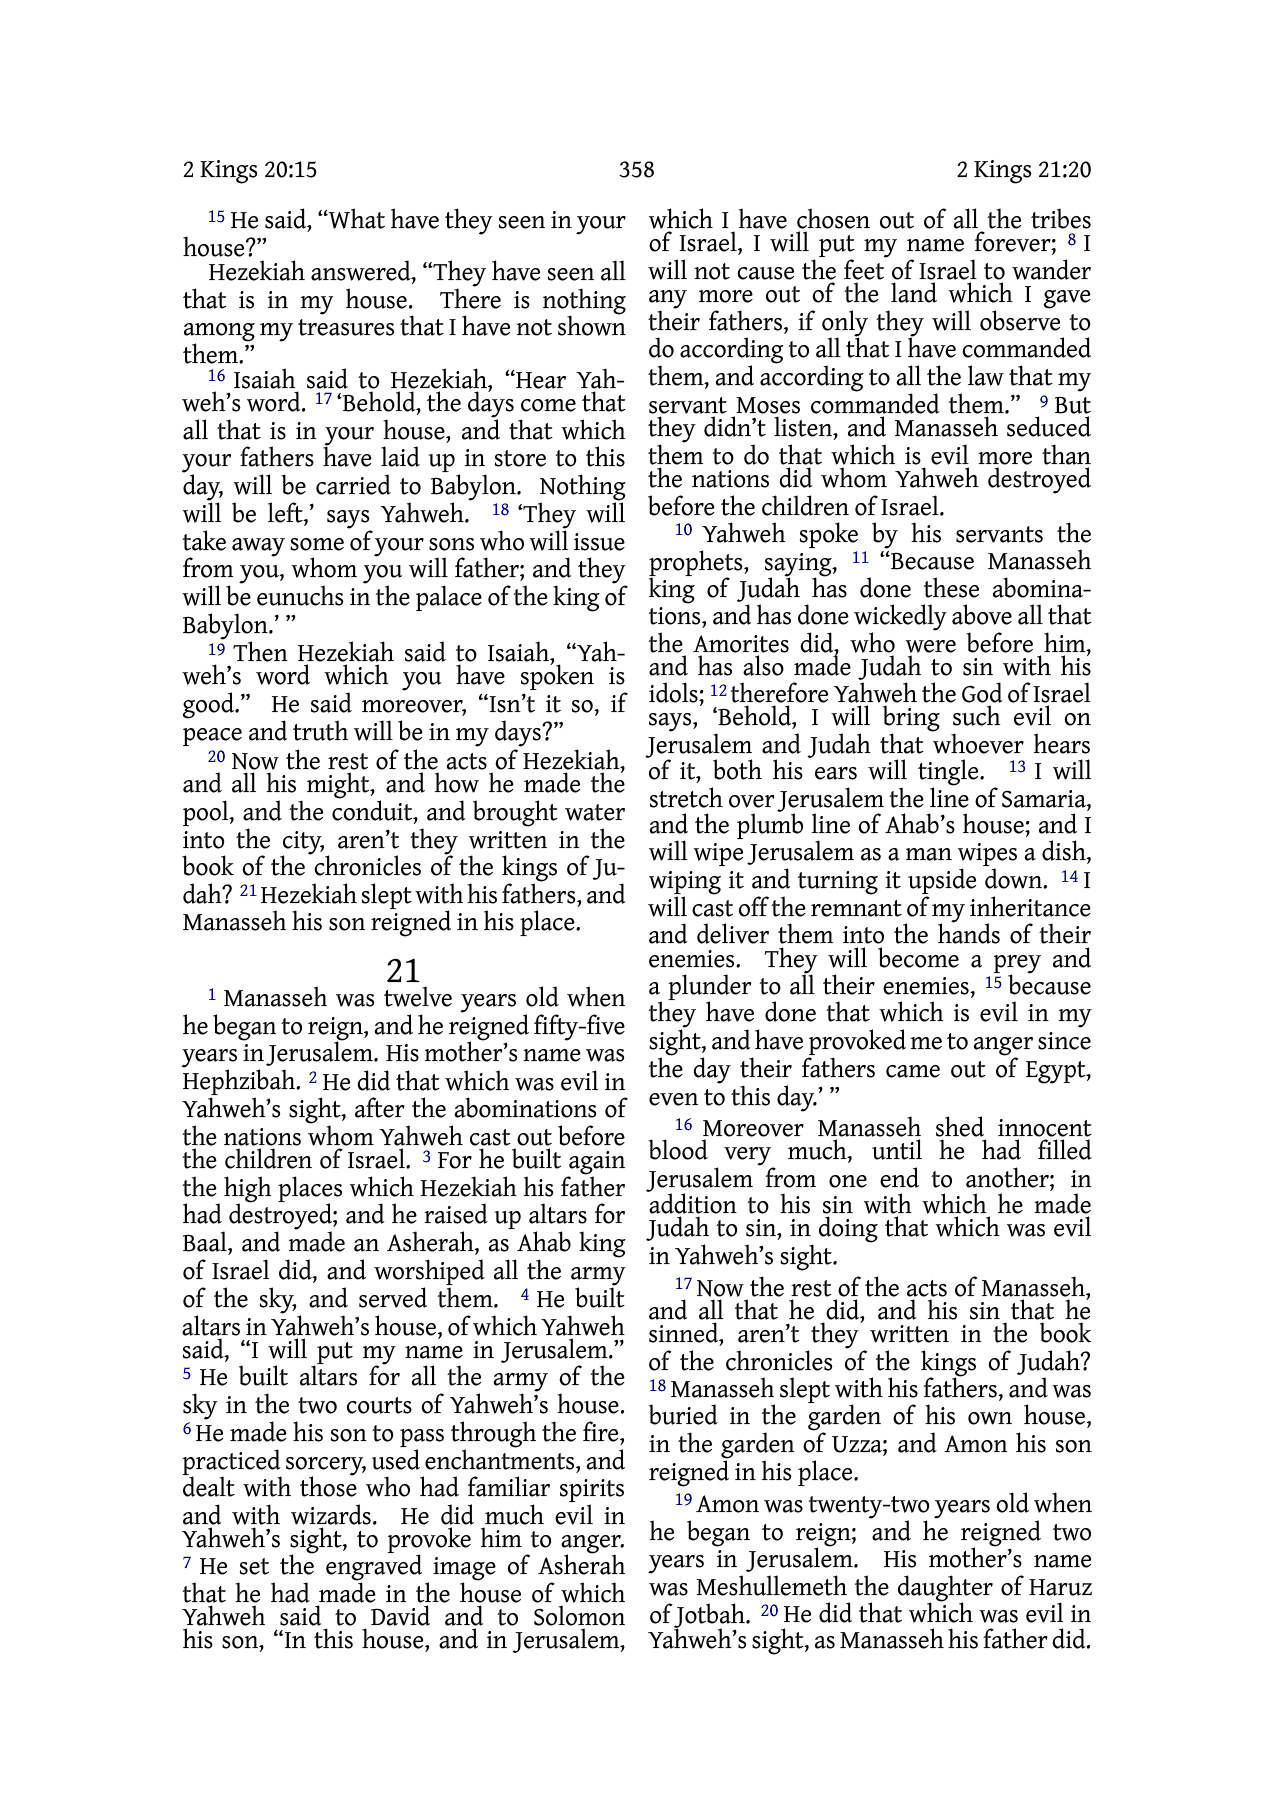 2 Kings 20:15 358 2 Kings 21:20
15 He said, “What have they seen in your
house?”
Hezekiah answered, “They have seen all
that is in my house. There is nothing
among my treasures that I have not shown
them.”
16 Isaiah said to Hezekiah, “Hear Yah-
weh’s word. 17 ‘Behold, the days come that
all that is in your house, and that which
your fathers have laid up in store to this
day, will be carried to Babylon. Nothing
will be left,’ says Yahweh. 18 ‘They will
take away some of your sons who will issue
from you, whom you will father; and they
will be eunuchs in the palace of the king of
Babylon.’ ”
19 Then Hezekiah said to Isaiah, “Yah-
weh’s word which you have spoken is
good.” He said moreover, “Isn’t it so, if
peace and truth will be in my days?”
20 Now the rest of the acts of Hezekiah,
and all his might, and how he made the
pool, and the conduit, and brought water
into the city, aren’t they written in the
book of the chronicles of the kings of Ju-
dah? 21 Hezekiah slept with his fathers, and
Manasseh his son reigned in his place.
21
1 Manasseh was twelve years old when
he began to reign, and he reigned fifty-five
years in Jerusalem. His mother’s name was
Hephzibah. 2 He did that which was evil in
Yahweh’s sight, after the abominations of
the nations whom Yahweh cast out before
the children of Israel. 3 For he built again
the high places which Hezekiah his father
had destroyed; and he raised up altars for
Baal, and made an Asherah, as Ahab king
of Israel did, and worshiped all the army
of the sky, and served them. 4 He built
altars in Yahweh’s house, of which Yahweh
said, “I will put my name in Jerusalem.”
5 He built altars for all the army of the
sky in the two courts of Yahweh’s house.
6 He made his son to pass through the fire,
practiced sorcery, used enchantments, and
dealt with those who had familiar spirits
and with wizards. He did much evil in
Yahweh’s sight, to provoke him to anger.
7 He set the engraved image of Asherah
that he had made in the house of which
Yahweh said to David and to Solomon
his son, “In this house, and in Jerusalem,
which I have chosen out of all the tribes
of Israel, I will put my name forever; 8 I
will not cause the feet of Israel to wander
any more out of the land which I gave
their fathers, if only they will observe to
do according to all that I have commanded
them, and according to all the law that my
servant Moses commanded them.” 9 But
they didn’t listen, and Manasseh seduced
them to do that which is evil more than
the nations did whom Yahweh destroyed
before the children of Israel.
10 Yahweh spoke by his servants the
prophets, saying, 11 “Because Manasseh
king of Judah has done these abomina-
tions, and has done wickedly above all that
the Amorites did, who were before him,
and has also made Judah to sin with his
idols; 12 therefore Yahweh the God of Israel
says, ‘Behold, I will bring such evil on
Jerusalem and Judah that whoever hears
of it, both his ears will tingle. 13 I will
stretch over Jerusalem the line of Samaria,
and the plumb line of Ahab’s house; and I
will wipe Jerusalem as a man wipes a dish,
wiping it and turning it upside down. 14 I
will cast off the remnant of my inheritance
and deliver them into the hands of their
enemies. They will become a prey and
a plunder to all their enemies, 15 because
they have done that which is evil in my
sight, and have provoked me to anger since
the day their fathers came out of Egypt,
even to this day.’ ”
16 Moreover Manasseh shed innocent
blood very much, until he had filled
Jerusalem from one end to another; in
addition to his sin with which he made
Judah to sin, in doing that which was evil
in Yahweh’s sight.
17 Now the rest of the acts of Manasseh,
and all that he did, and his sin that he
sinned, aren’t they written in the book
of the chronicles of the kings of Judah?
18 Manasseh slept with his fathers, and was
buried in the garden of his own house,
in the garden of Uzza; and Amon his son
reigned in his place.
19 Amon was twenty-two years old when
he began to reign; and he reigned two
years in Jerusalem. His mother’s name
was Meshullemeth the daughter of Haruz
of Jotbah. 20 He did that which was evil in
Yahweh’s sight, as Manasseh his father did.